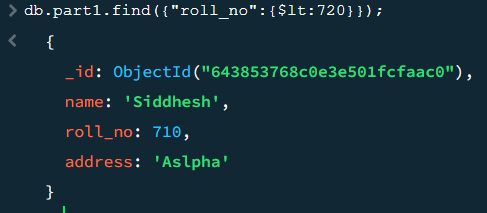 > db.part1.find({"roll_no":{$lt:720}});
< {
_id: ObjectId("643853768c0e3e501fcfaac0"),
name: 'Siddhesh',
roll_no: 710,
address: 'Aslpha'
}